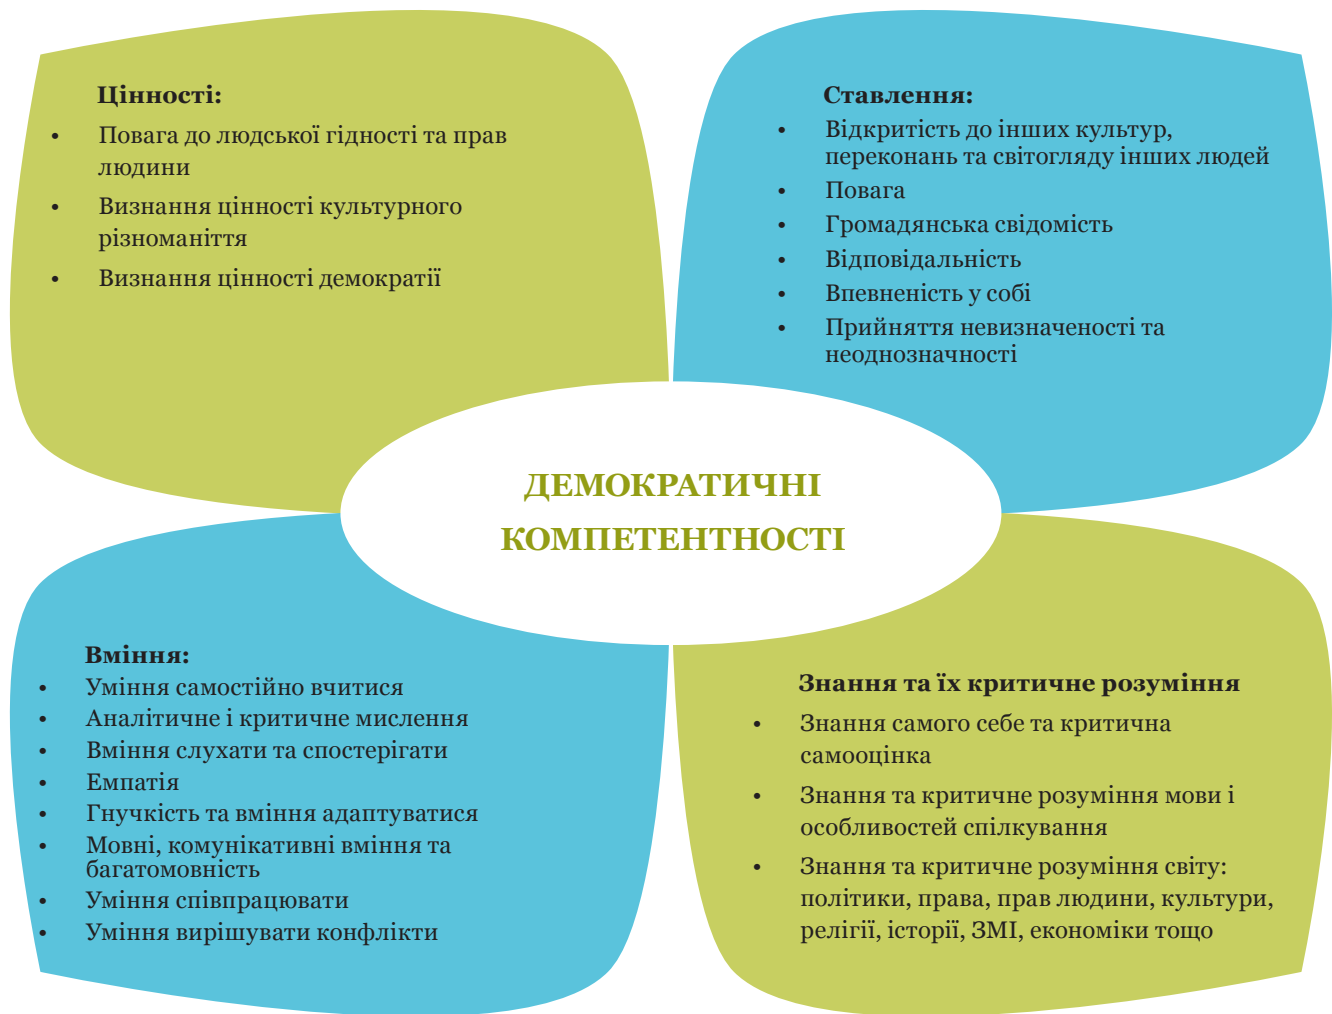 Цінності:
• Повага до людської гідності та прав
людини
• Визнання цінності культурного
різноманіття
• Визнання цінності демократії
Ставлення:
• Відкритість до інших культур,
переконань та світогляду інших людей
• Повага
• Громадянська свідомість
• Відповідальність
• Впевненість у собі
• Прийняття невизначеності та
неоднозначності
ДЕМОКРАТИЧНІ
КОМПЕТЕНТНОСТІ
Вміння:
• Уміння самостійно вчитися
• Аналітичне і критичне мислення
• Вміння слухати та спостерігати
• Емпатія
• Гнучкість та вміння адаптуватися
• Мовні, комунікативні вміння та
багатомовність
• Уміння співпрацювати
• Уміння вирішувати конфлікти
Знання та їх критичне розуміння
• Знання самого себе та критична
самооцінка
• Знання та критичне розуміння мови і
особливостей спілкування
• Знання та критичне розуміння світу:
політики, права, прав людини, культури,
релігії, історії, ЗМІ, економіки тощо